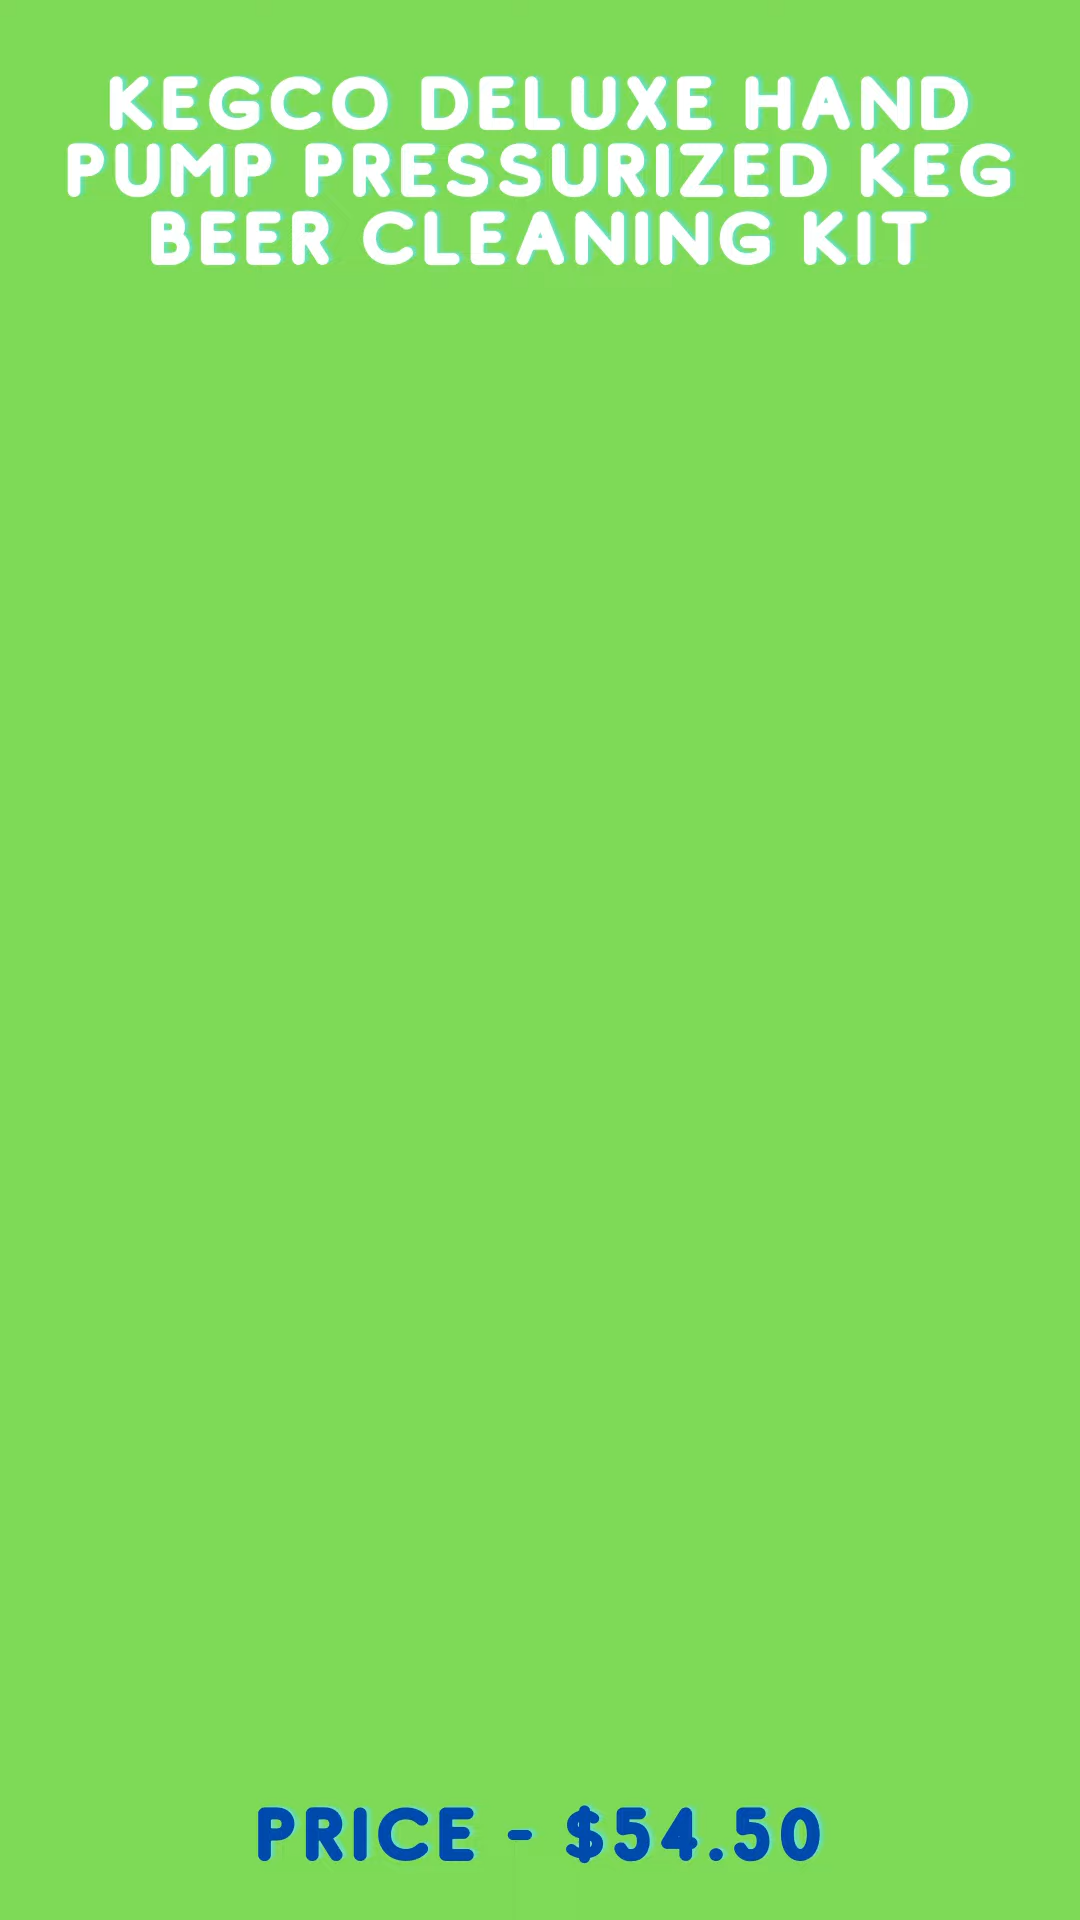 KEGCO DELUXE HAND
PUMP PRESSURIZED KEG
BEER CLEANING KIT
PRICE - $54.50